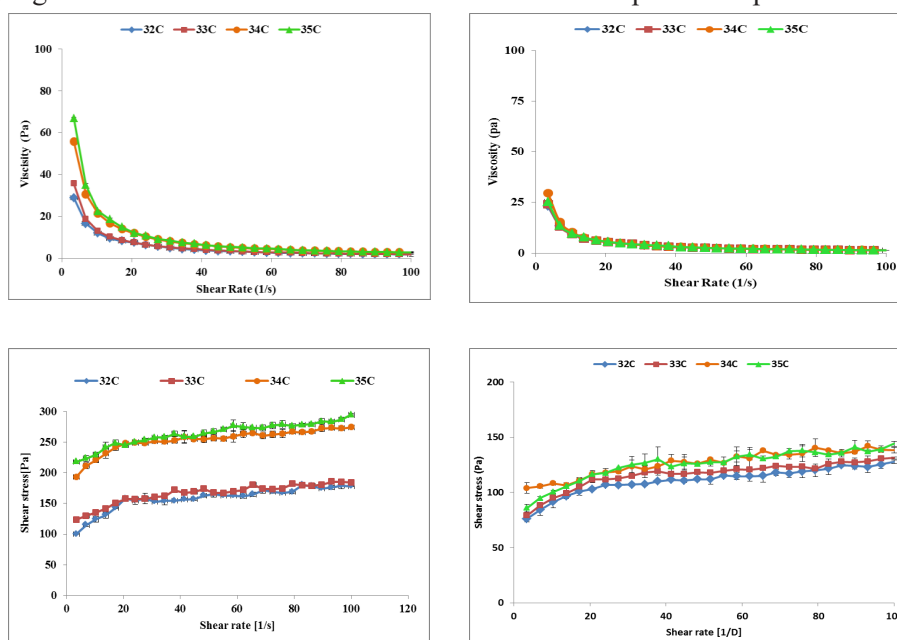 32C 33C 34C 35C
100
80
60
40
20
0
Viscisity (Pa)
0 20 40 60 80 100
Shear Rate (1/s)
32C 33C 34C 35C
100
75
50
25
0
Viscosity (pa)
0 20 40 60 80 100
Shear Rate (1/s)
32C 33C 34C 35C
300
250
200
150
100
50
0
Shear stress[Pa]
0 20 40 60 80 100 120
Shear rate [1/s]
32C 33C 34C 35C
200
150
100
50
0
Shear stress (Pa)
0 20 40 60 80 100
Shear rate [1/D]